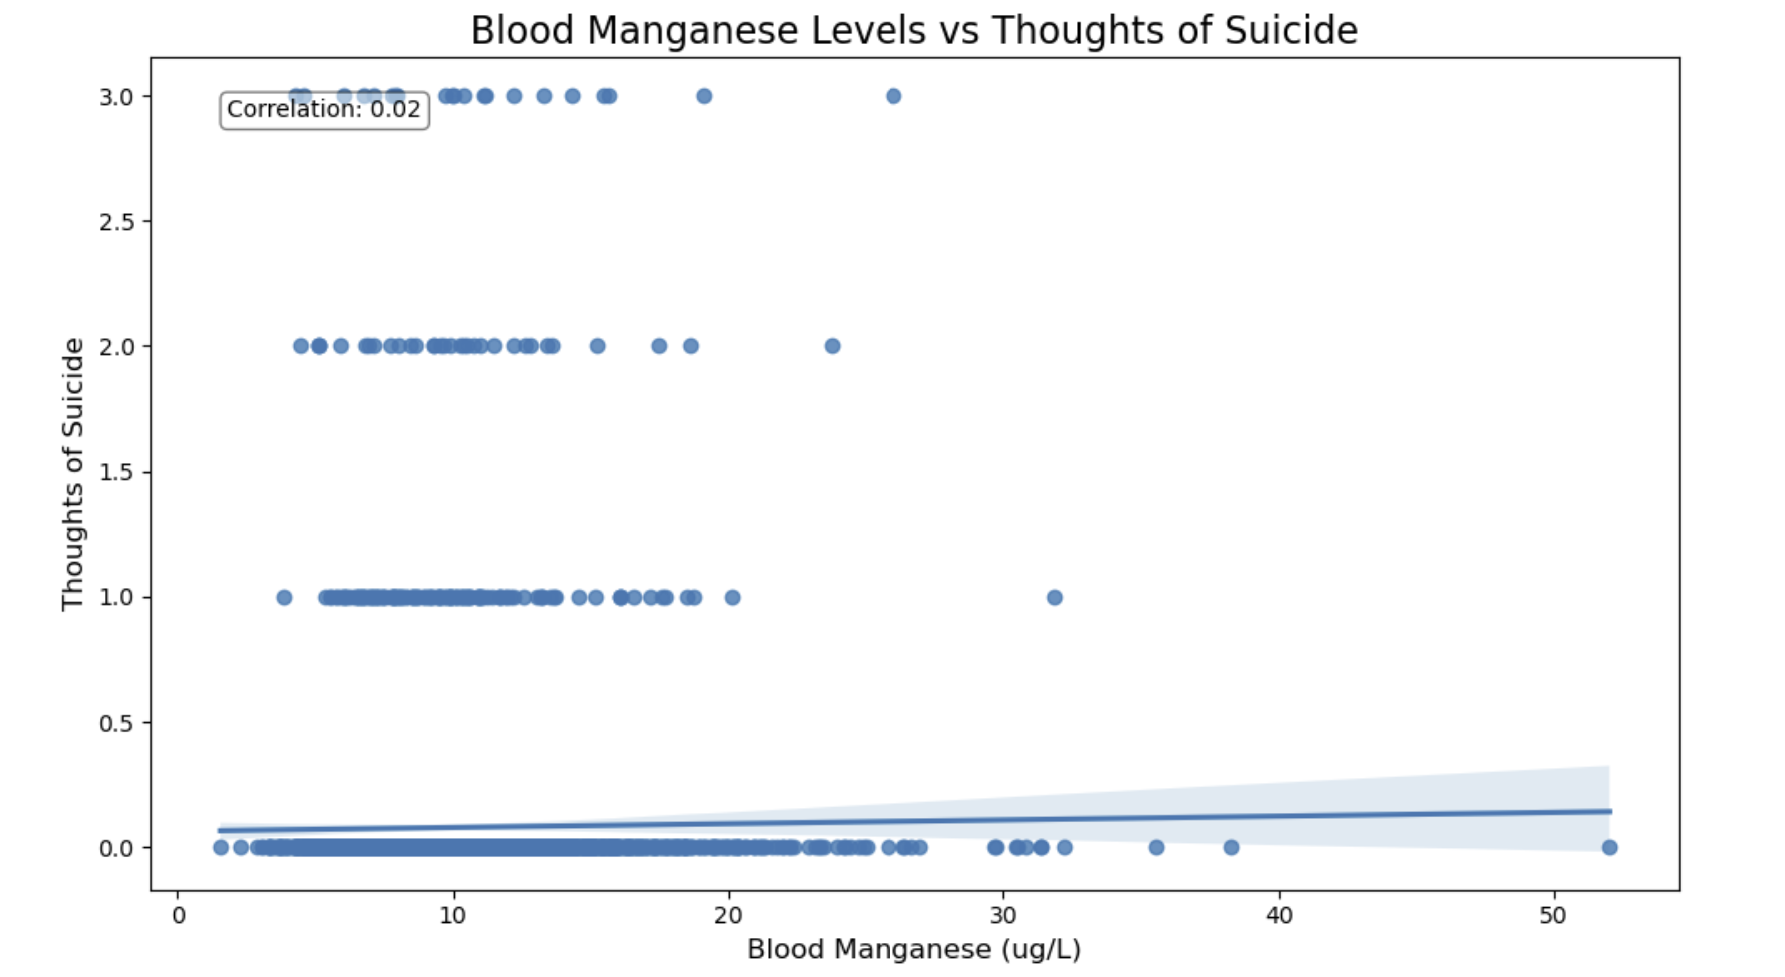 Blood Manganese Levels vs Thoughts of Suicide
3.0
Correlation: 0.02
2.5
2.0
1.5
1.0
0.5
0.0
Thoughts of Suicide
0 10 20 30 40 50
Blood Manganese (ug/L)